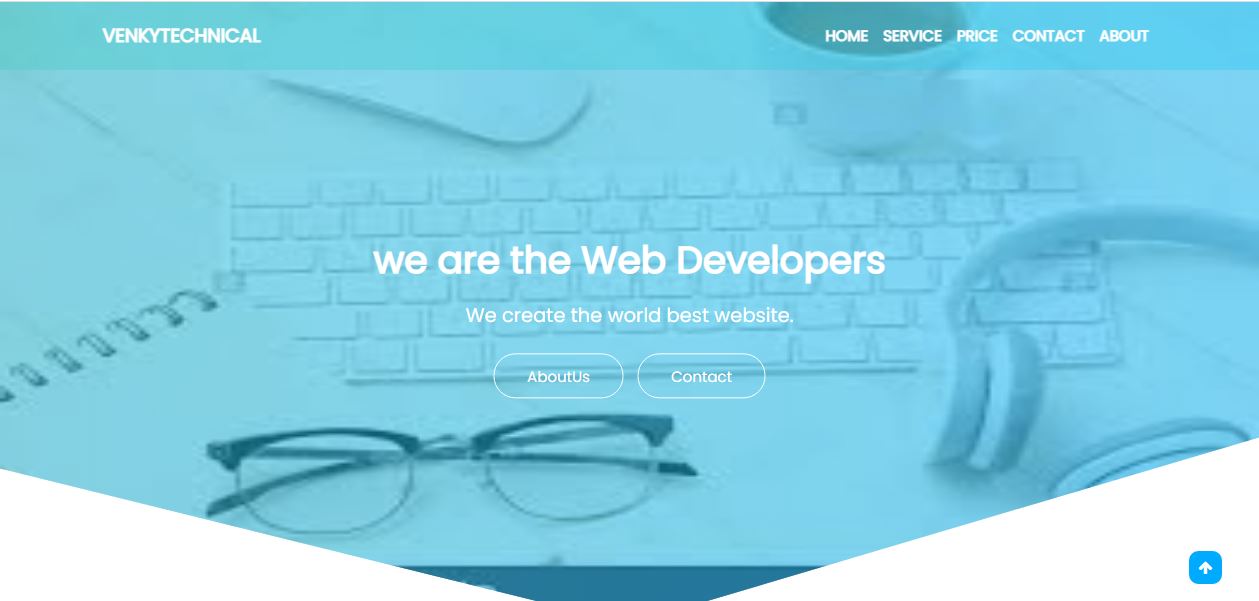 VENKYTECHNICAL
HOME SERVICE PRICE CONTACT ABOUT
we are the Web Developers
We create the world best website.
AboutUs Contact